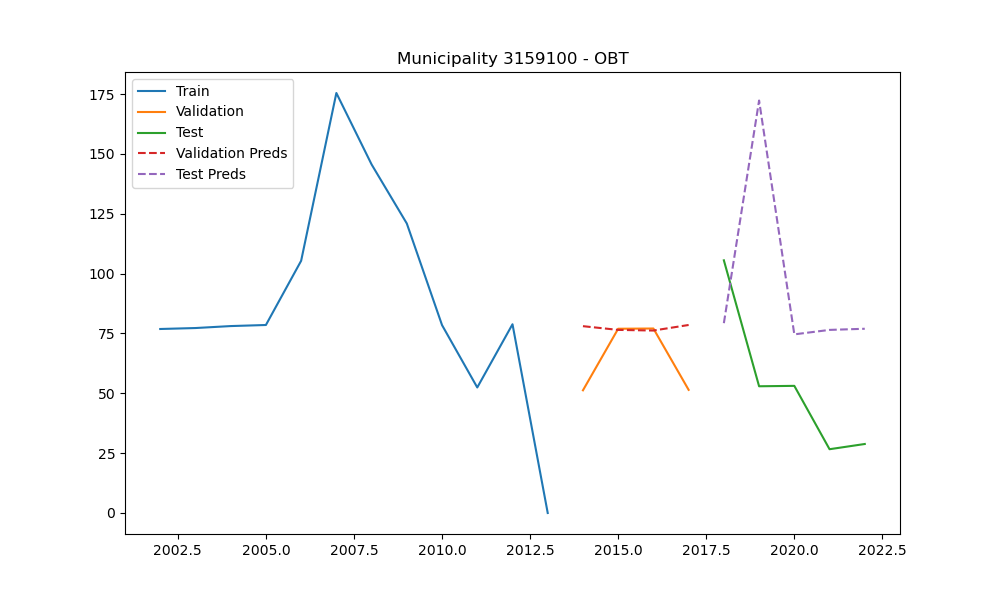 Municipality 3159100 - OBT
Train
Validation
Test
Validation Preds
Test Preds
175
150
125
100
75
50
25
0
2002.5 2005.0 2007.5 2010.0 2012.5 2015.0 2017.5 2020.0 2022.5